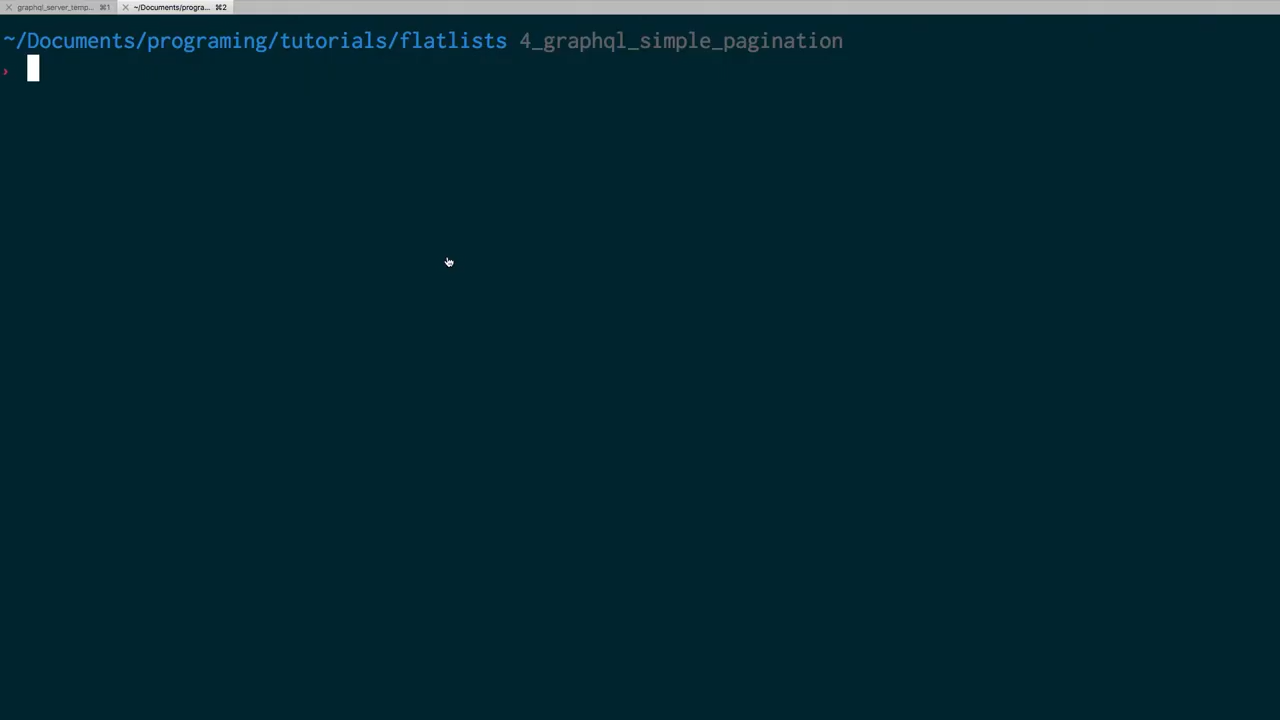 graphql_server_temp... ⌘1 ~/Documents/progra... ⌘2
~/Documents/programing/tutorials/flatlists 4_graphql_simple_pagination
›